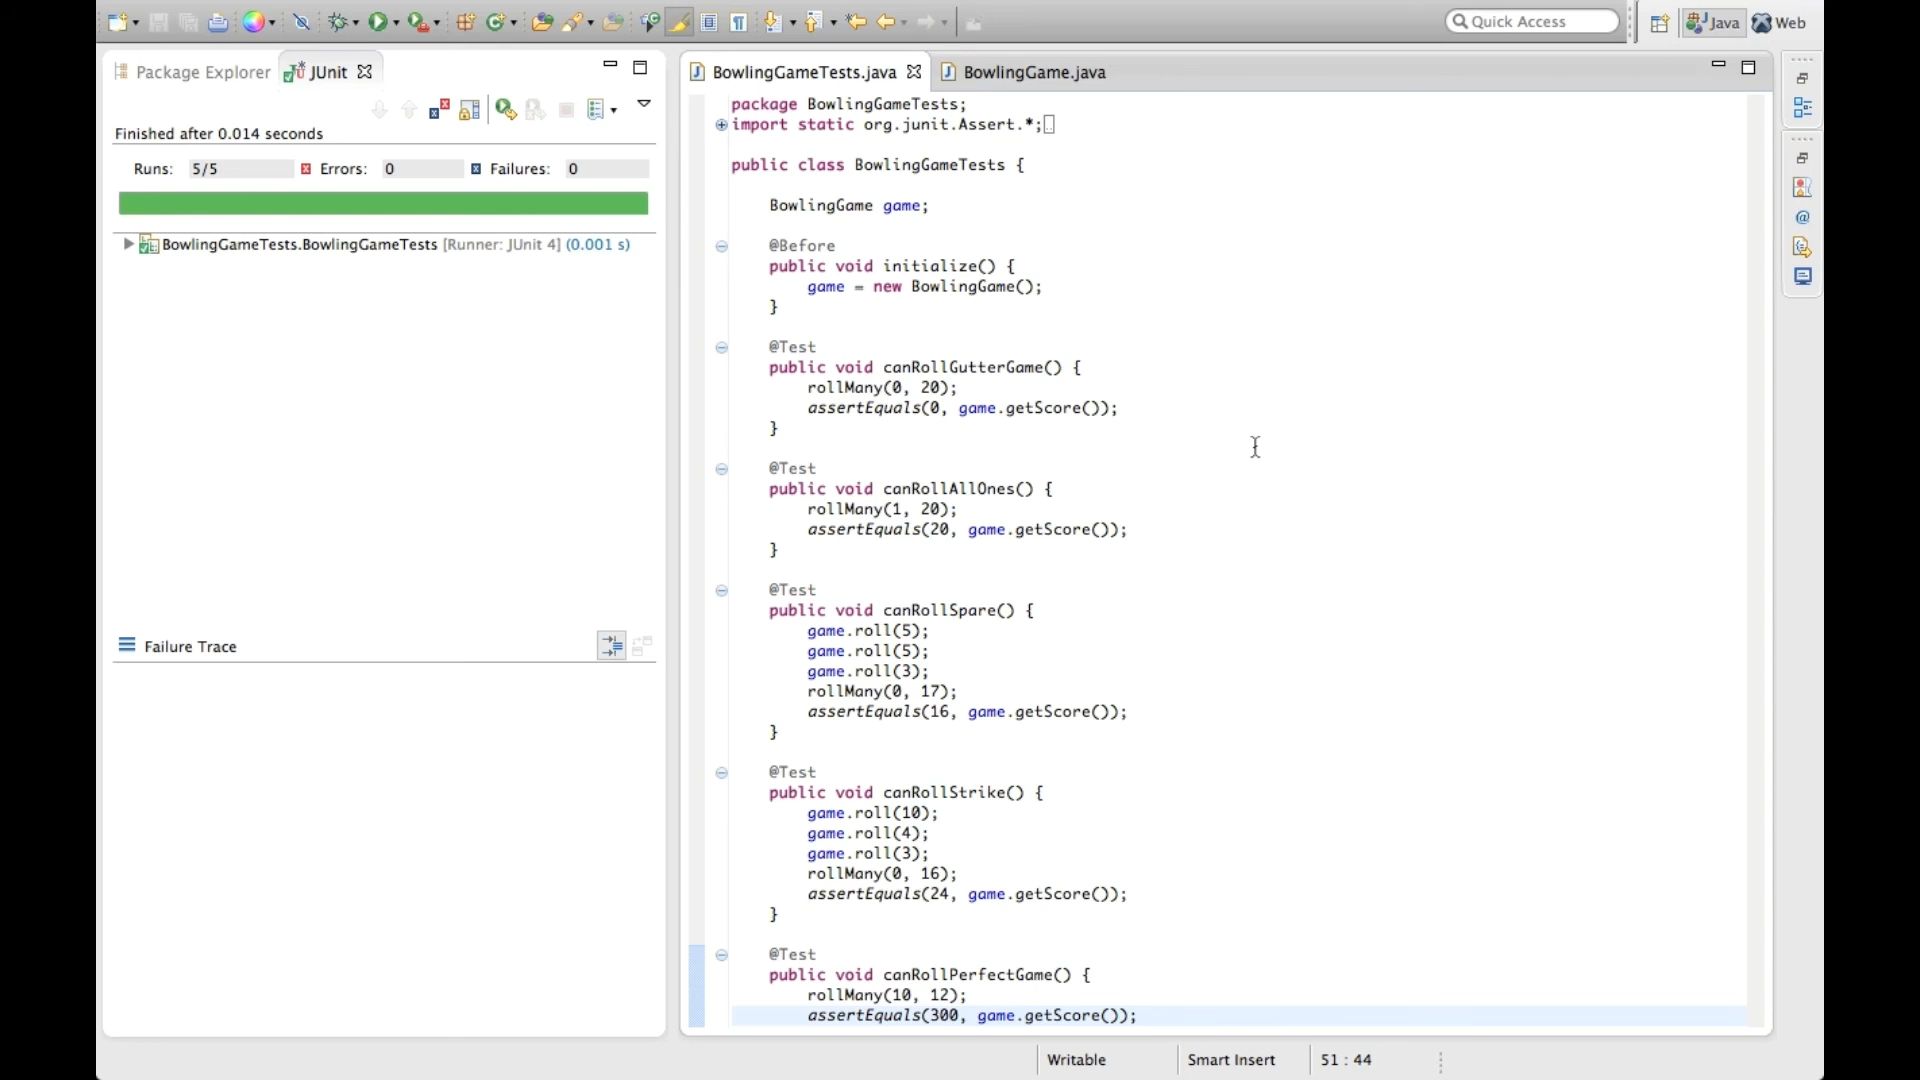 Quick Access
Java
Web
Package Explorer
JUnit
BowlingGameTests.java
BowlingGame.java
Finished after 0.014 seconds
Runs: 5/5 Errors: 0 Failures: 0
BowlingGameTests.BowlingGameTests [Runner: JUnit 4] (0.001 s)
Failure Trace
package BowlingGameTests;
import static org.junit.Assert.*;
public class BowlingGameTests {
BowlingGame game;
@Before
public void initialize() {
game = new BowlingGame();
}
@Test
public void canRollGutterGame() {
rollMany(0, 20);
assertEquals(0, game.getScore());
}
@Test
public void canRollAllOnes() {
rollMany(1, 20);
assertEquals(20, game.getScore());
}
@Test
public void canRollSpare() {
game.roll(5);
game.roll(5);
game.roll(3);
rollMany(0, 17);
assertEquals(16, game.getScore());
}
@Test
public void canRollStrike() {
game.roll(10);
game.roll(4);
game.roll(3);
rollMany(0, 16);
assertEquals(24, game.getScore());
}
@Test
public void canRollPerfectGame() {
rollMany(10, 12);
assertEquals(300, game.getScore());
Writable
Smart Insert
51 : 44